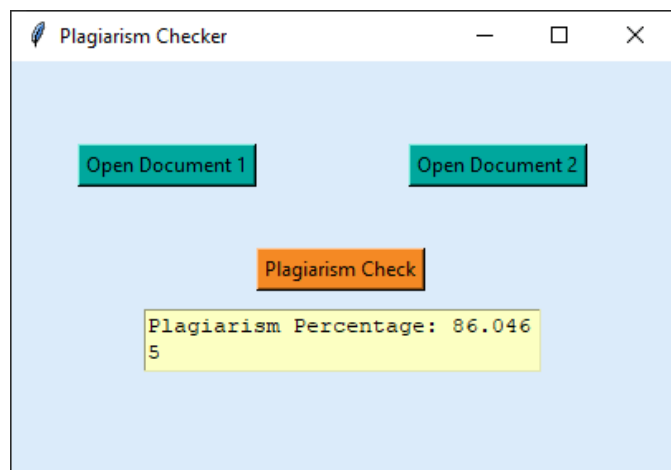 Plagiarism Checker
Open Document 1
Open Document 2
Plagiarism Check
Plagiarism Percentage: 86.046
5